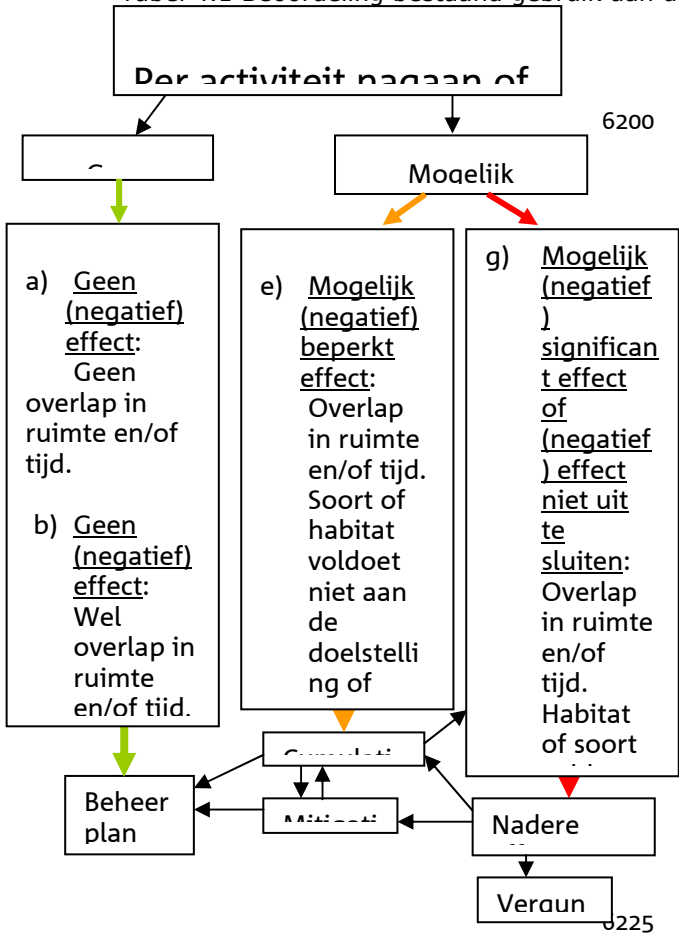 Per activiteit nagaan of
6200
Mogelijk
a) Geen
(negatief)
effect:
Geen
overlap in
ruimte en/of
tijd.
b) Geen
(negatief)
effect:
Wel
overlap in
ruimte
en/of tijd.
e) Mogelijk
(negatief)
beperkt
effect:
Overlap
in ruimte
en/of tijd.
Soort of
habitat
voldoet
niet aan
de
doelstelli
ng of
g) Mogelijk
(negatief
)
significan
t effect
of
(negatief
) effect
niet uit
te
sluiten:
Overlap
in ruimte
en/of
tijd.
Habitat
of soort
Cumulati
Beheer
plan
Mitigati
Nadere
Vergun
6225